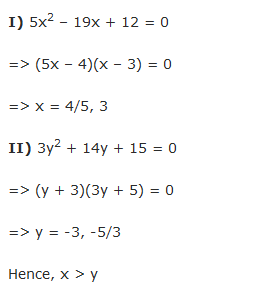 I) 5x² – 19x + 12 = 0
=> (5x – 4)(x – 3) = 0
=> x = 4/5, 3
II) 3y² + 14y + 15 = 0
=> (y + 3)(3y + 5) = 0
=> y = -3, -5/3
Hence, x > y